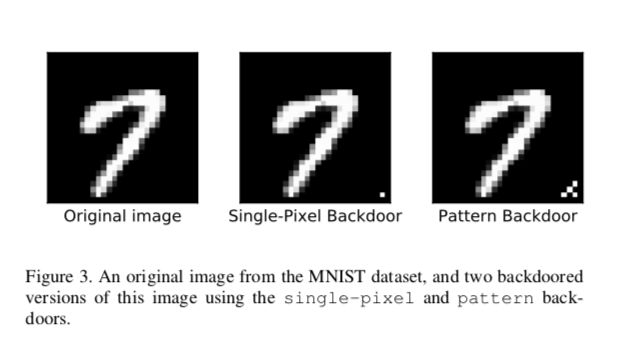 Original image
Single-Pixel Backdoor
Pattern Backdoor
Figure 3. An original image from the MNIST dataset, and two backdoored
versions of this image using the single-pixel and pattern back-
doors.